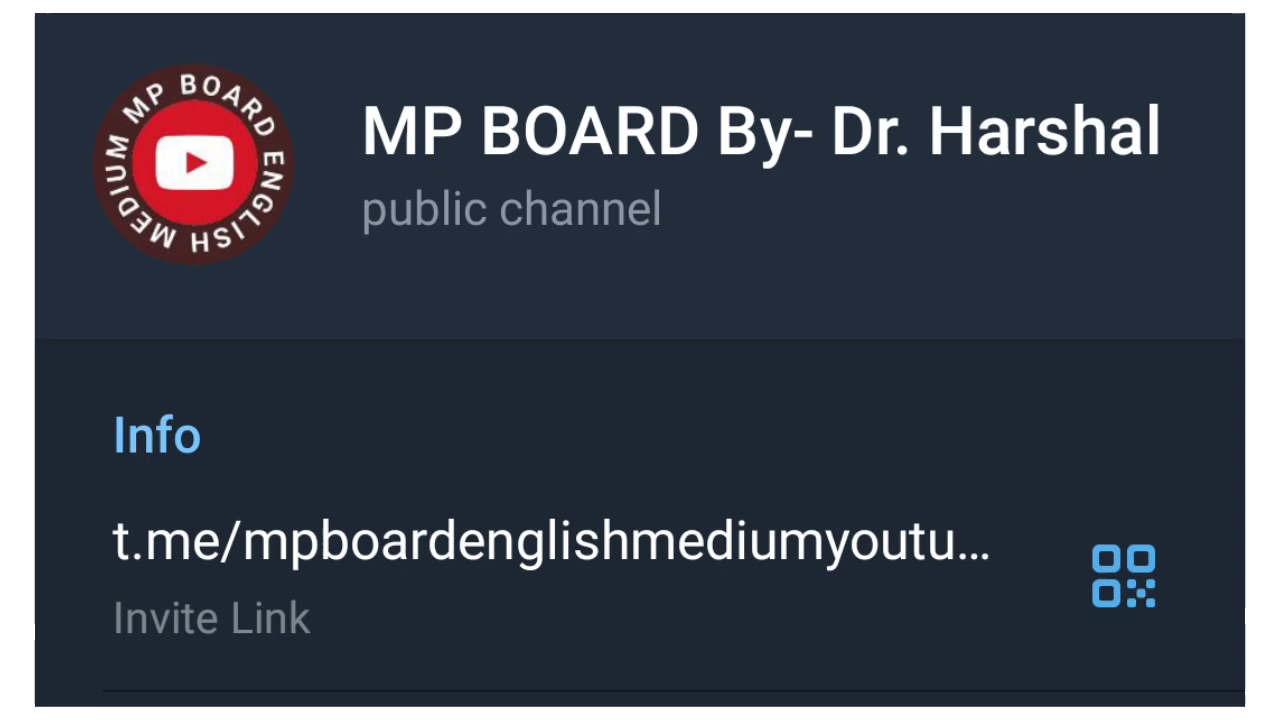 MP BOARD ENGLISH MEDIUM
MP BOARD By- Dr. Harshal
public channel
Info
t.me/mpboardenglishmediumyoutu...
Invite Link